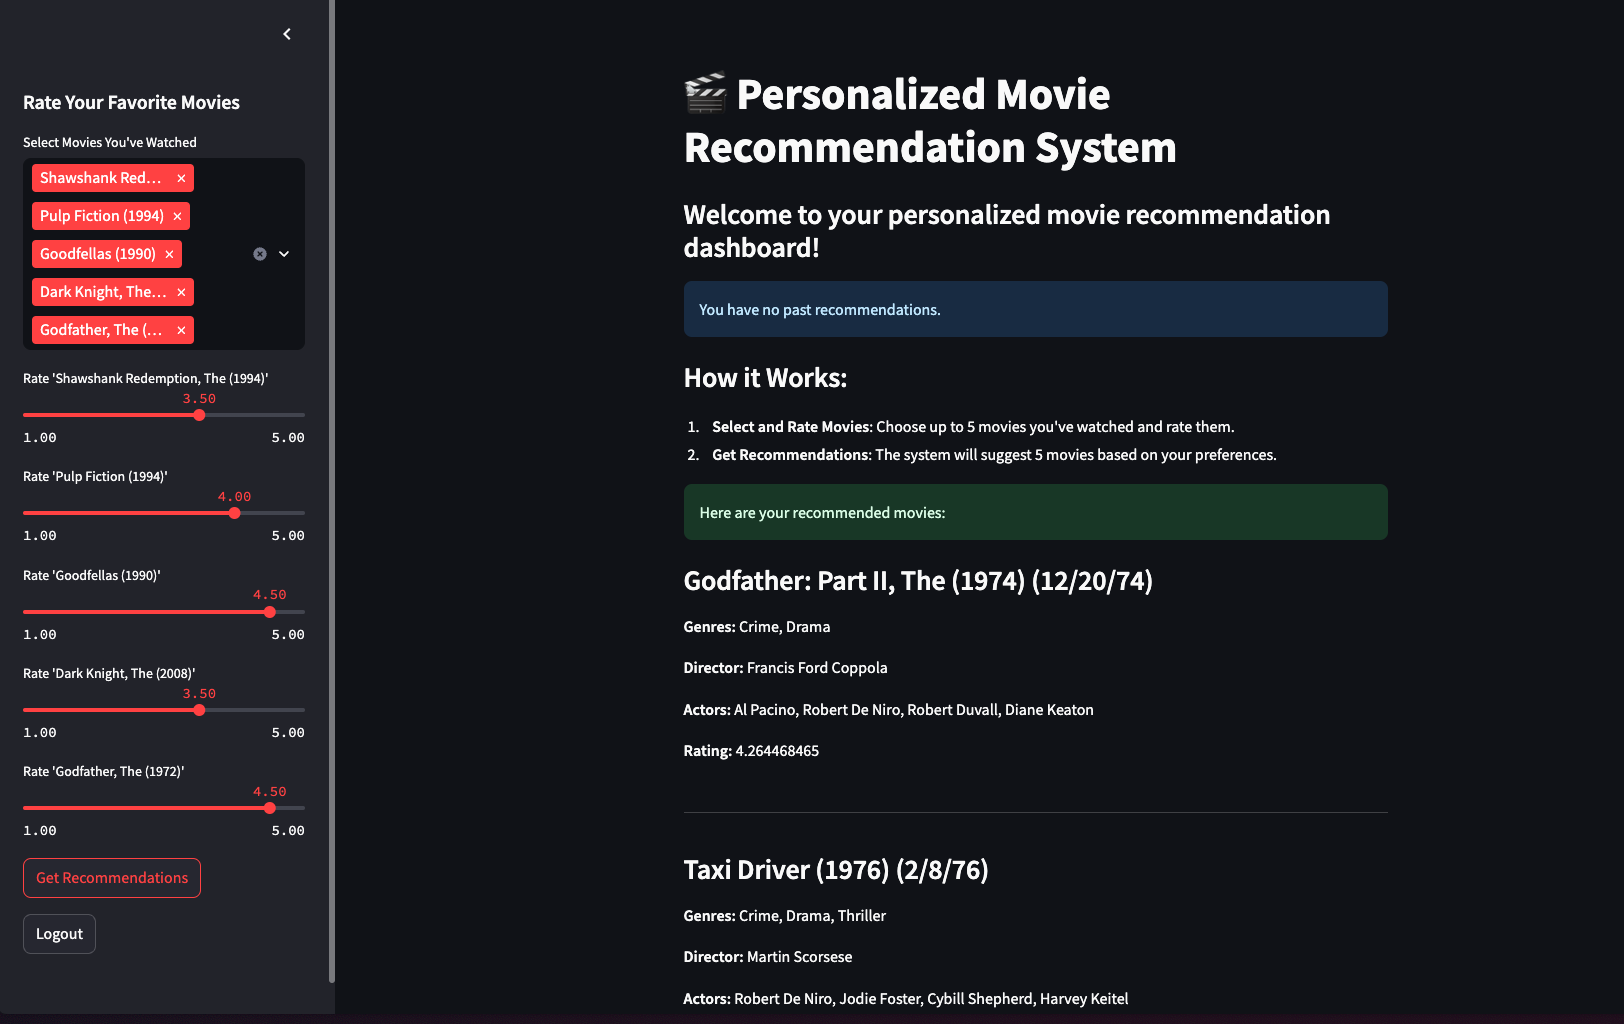 Rate Your Favorite Movies
Select Movies You've Watched
Shawshank Red...
Pulp Fiction (1994)
Goodfellas (1990)
Dark Knight, The...
Godfather, The (...
Rate 'Shawshank Redemption, The (1994)'
3.50
1.00 5.00
Rate 'Pulp Fiction (1994)'
4.00
1.00 5.00
Rate 'Goodfellas (1990)'
4.50
1.00 5.00
Rate 'Dark Knight, The (2008)'
3.50
1.00 5.00
Rate 'Godfather, The (1972)'
4.50
1.00 5.00
Get Recommendations
Logout
Personalized Movie
Recommendation System
Welcome to your personalized movie recommendation
dashboard!
You have no past recommendations.
How it Works:
1. Select and Rate Movies: Choose up to 5 movies you've watched and rate them.
2. Get Recommendations: The system will suggest 5 movies based on your preferences.
Here are your recommended movies:
Godfather: Part II, The (1974) (12/20/74)
Genres: Crime, Drama
Director: Francis Ford Coppola
Actors: Al Pacino, Robert De Niro, Robert Duvall, Diane Keaton
Rating: 4.264468465
Taxi Driver (1976) (2/8/76)
Genres: Crime, Drama, Thriller
Director: Martin Scorsese
Actors: Robert De Niro, Jodie Foster, Cybill Shepherd, Harvey Keitel